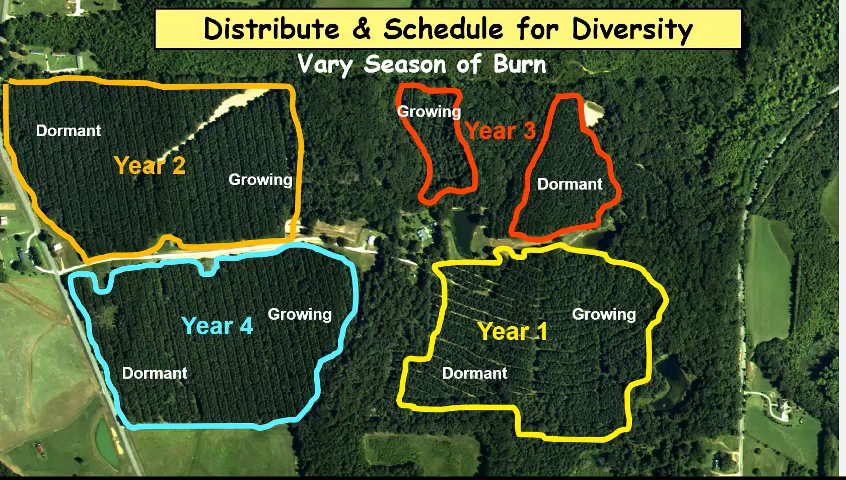 Distribute & Schedule for Diversity
Vary Season of Burn
Dormant
Year 2
Growing
Growing
Year 3
Dormant
Year 4
Growing
Dormant
Year 1
Growing
Dormant